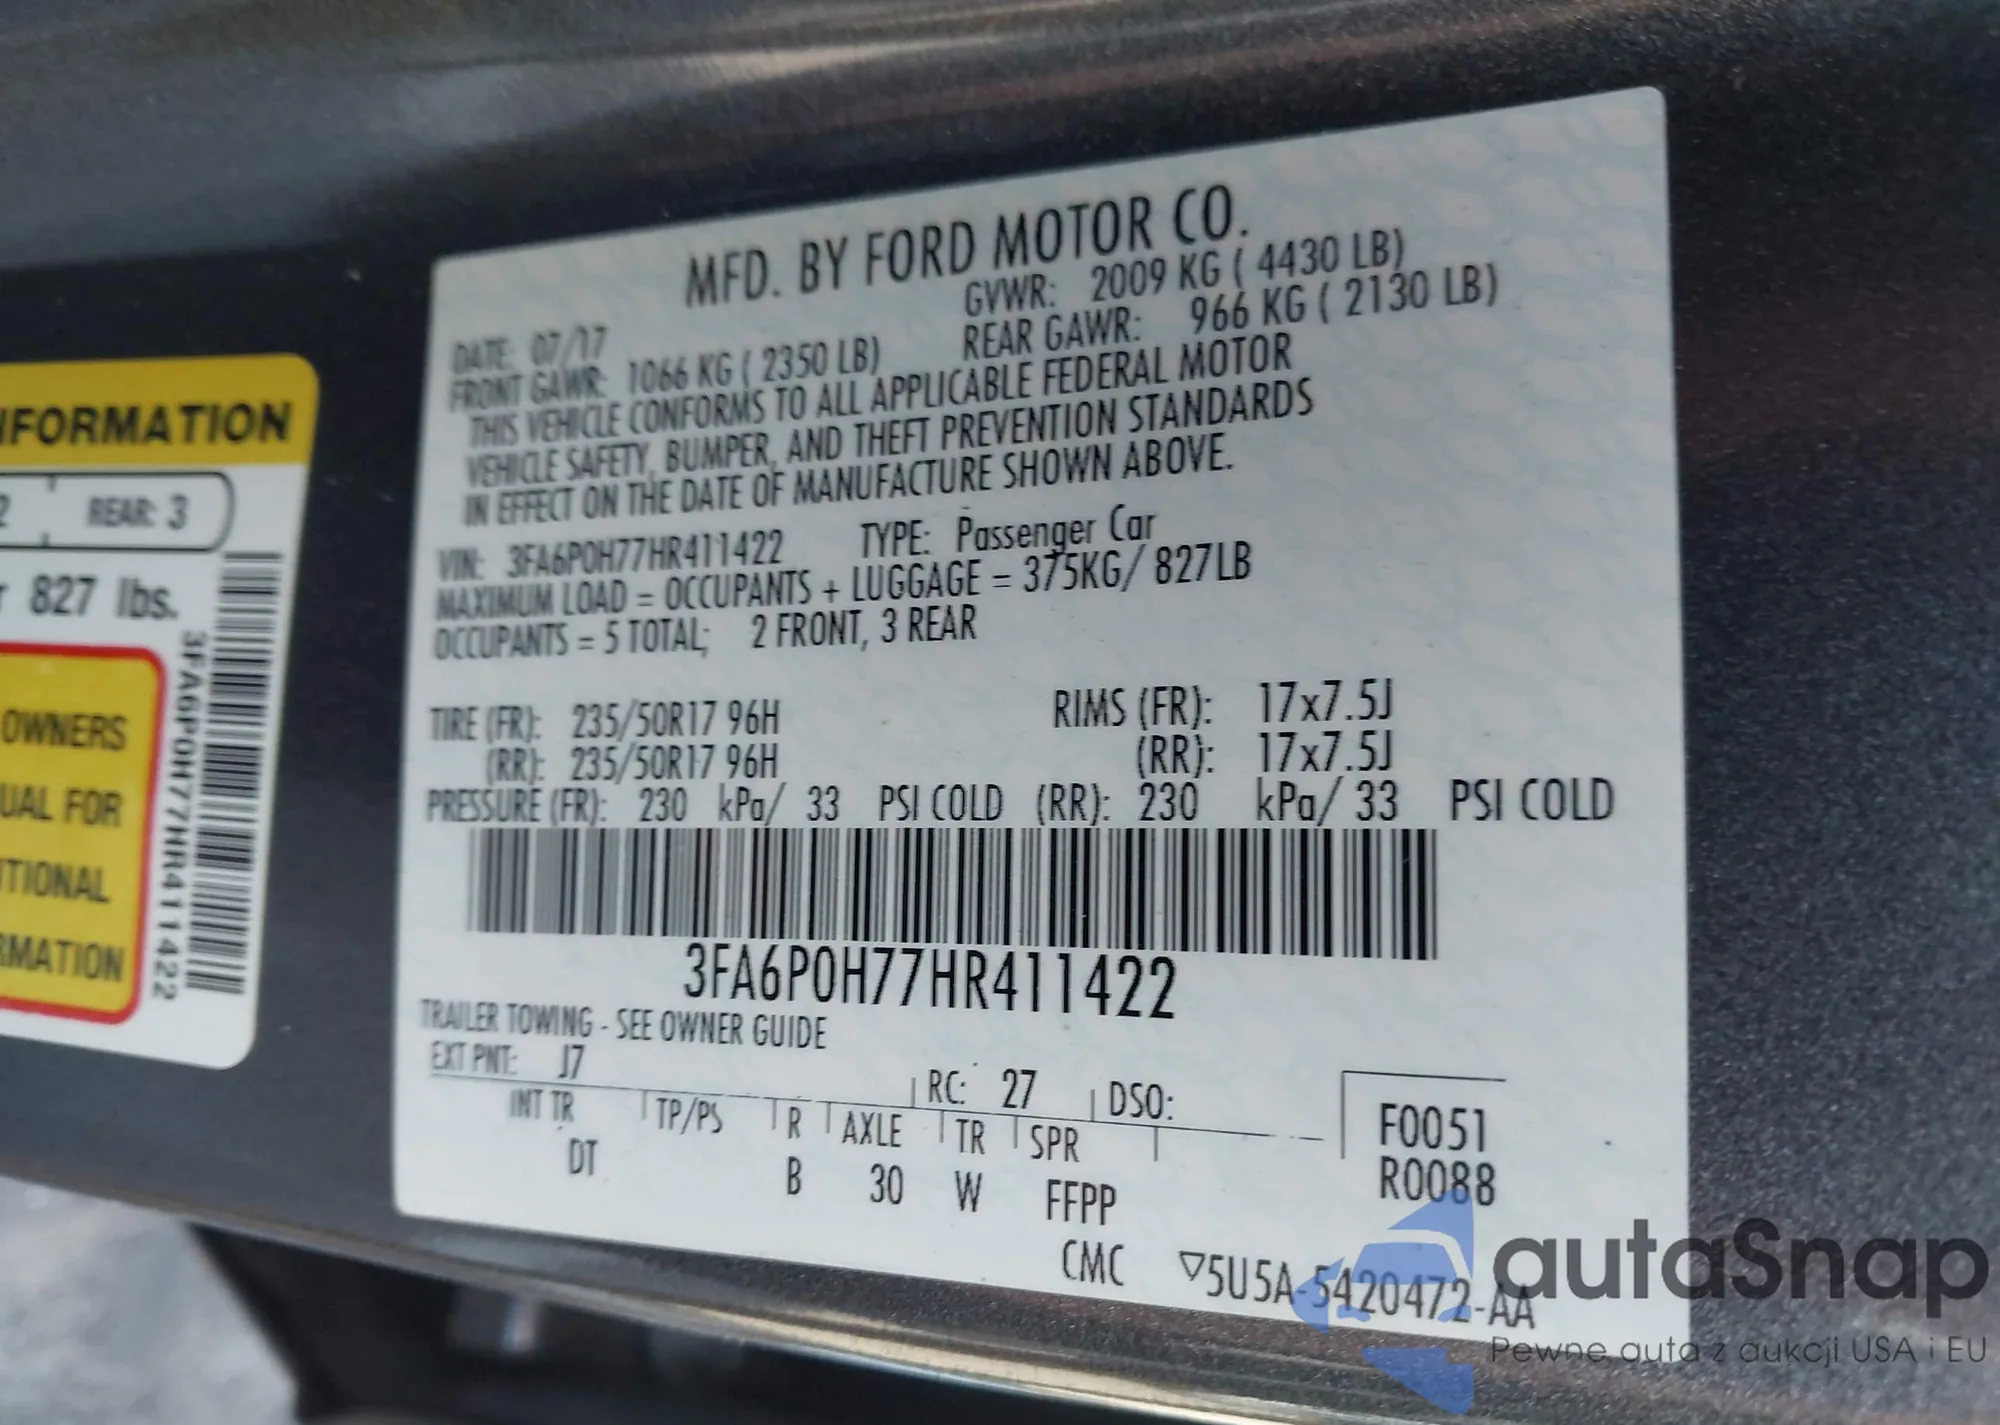 MFD. BY FORD MOTOR CO.
DATE: 07/17 GVWR: 2009 KG ( 4430 LB)
FRONT GAWR: 1066 KG ( 2350 LB) REAR GAWR: 966 KG ( 2130 LB)
THIS VEHICLE CONFORMS TO ALL APPLICABLE FEDERAL MOTOR
VEHICLE SAFETY, BUMPER, AND THEFT PREVENTION STANDARDS
IN EFFECT ON THE DATE OF MANUFACTURE SHOWN ABOVE.
VIN: 3FA6P0H77HR411422 TYPE: Passenger Car
MAXIMUM LOAD = OCCUPANTS + LUGGAGE = 375KG/ 827LB
OCCUPANTS = 5 TOTAL; 2 FRONT, 3 REAR
TIRE (FR): 235/50R17 96H RIMS (FR): 17x7.5J
(RR): 235/50R17 96H (RR): 17x7.5J
PRESSURE (FR): 230 kPa/ 33 PSI COLD (RR): 230 kPa/ 33 PSI COLD
3FA6P0H77HR411422
TRAILER TOWING - SEE OWNER GUIDE
EXT PNT: J7 RC: 27 DSO:
INT TR TP/PS R AXLE TR SPR
DT B 30 W FFPP
F0051
R0088
CMC ▽5U5A-5420472-AA
NFORMATION
2 REAR: 3
r 827 lbs.
OWNERS
UAL FOR
ITIONAL
RMATION
3FA6P0H77HR411422
autaSnap
Pewne auta z aukcji USA i EU